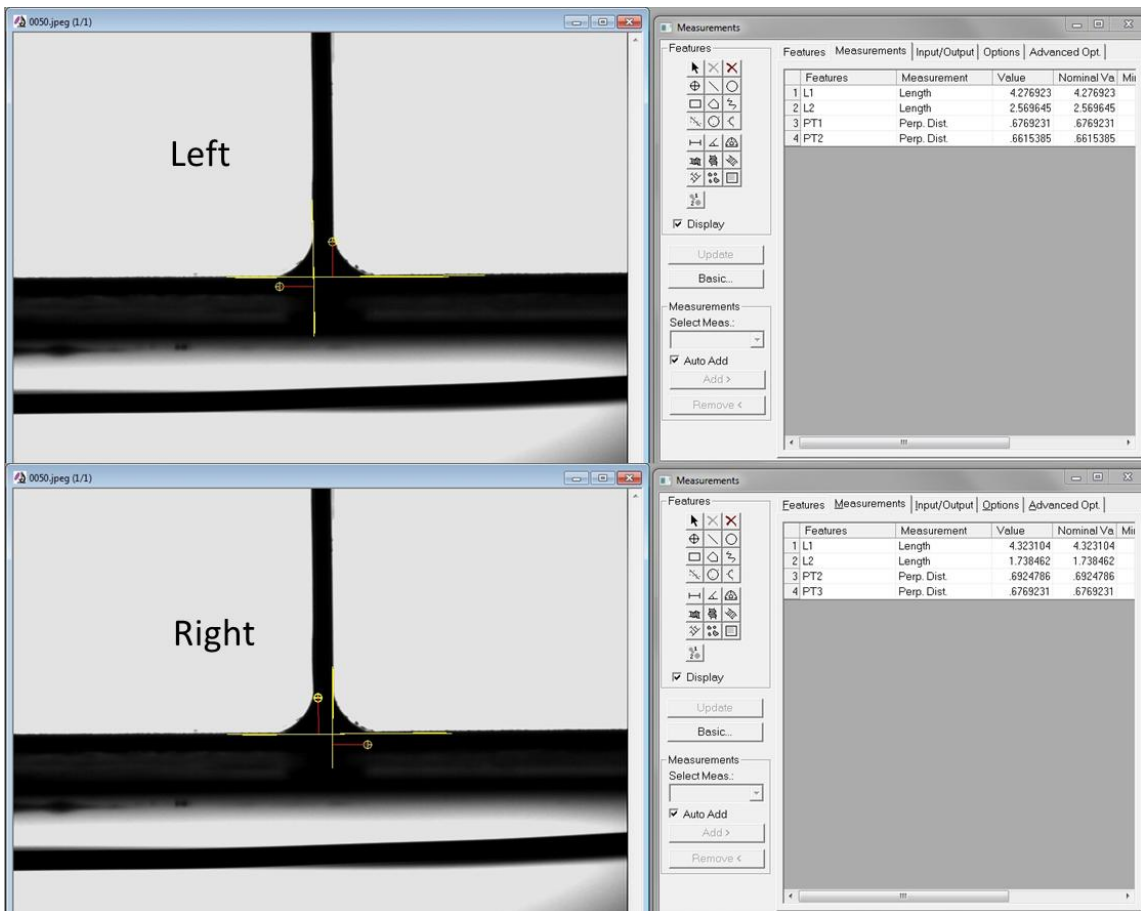 0050.jpeg (1/1)
Left
Measurements
Features
Display
Update
Basic...
Measurements
Select Meas.:
Auto Add
Add >
Remove <
Features Measurements Input/Output Options Advanced Opt.
Features Measurement Value Nominal Va Mi
1 L1 Length 4.276923 4.276923
2 L2 Length 2.569645 2.569645
3 PT1 Perp. Dist. .6769231 .6769231
4 PT2 Perp. Dist. .6615385 .6615385
0050.jpeg (1/1)
Right
Measurements
Features
Display
Update
Basic...
Measurements
Select Meas.:
Auto Add
Add >
Remove <
Features Measurements Input/Output Options Advanced Opt.
Features Measurement Value Nominal Va Mi
1 L1 Length 4.323104 4.323104
2 L2 Length 1.738462 1.738462
3 PT2 Perp. Dist. .6924786 .6924786
4 PT3 Perp. Dist. .6769231 .6769231